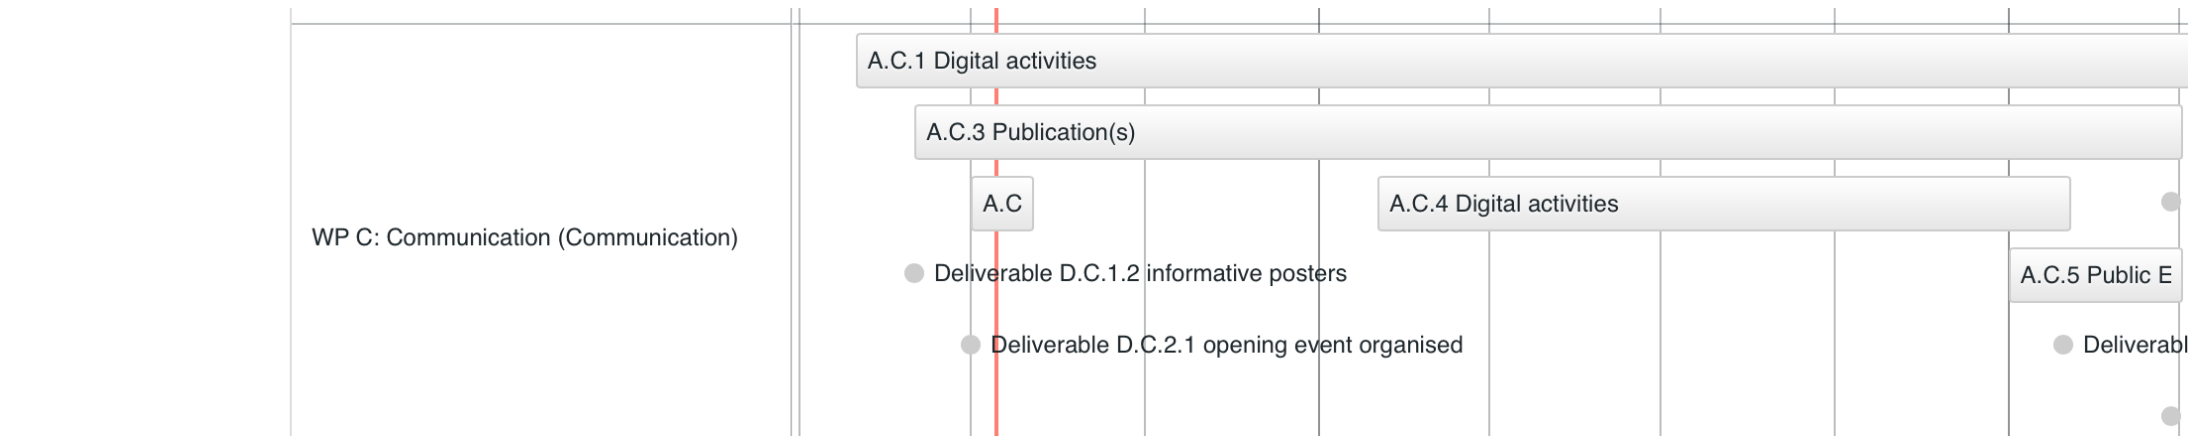 A.C.1 Digital activities
A.C.3 Publication(s)
A.C
A.C.4 Digital activities
WP C: Communication (Communication)
Deliverable D.C.1.2 informative posters
A.C.5 Public E
Deliverable D.C.2.1 opening event organised
Deliverabl